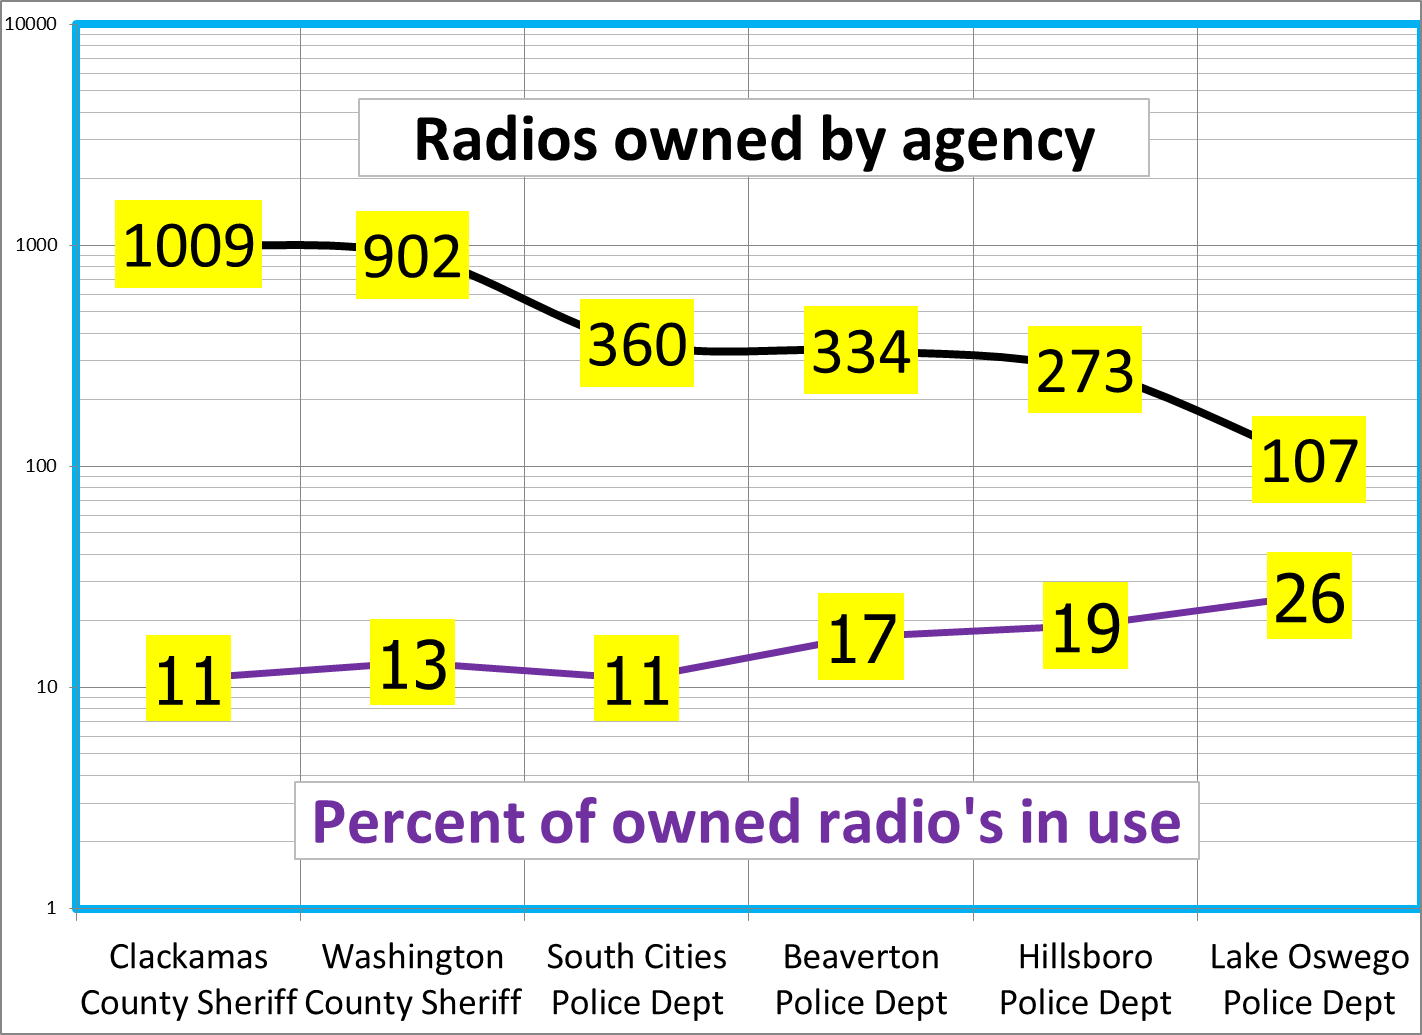 10000
Radios owned by agency
1000
1009
902
360
334
273
107
100
26
19
17
11
13
11
10
Percent of owned radio's in use
1
Clackamas
County Sheriff
Washington
County Sheriff
South Cities
Police Dept
Beaverton
Police Dept
Hillsboro
Police Dept
Lake Oswego
Police Dept